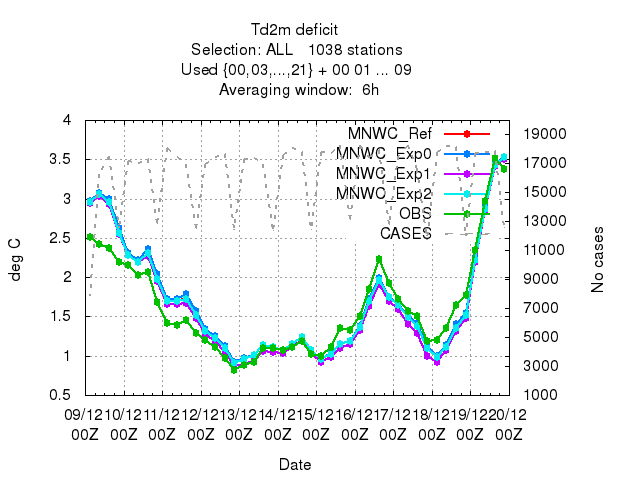 Td2m deficit
Selection: ALL   1038 stations
Used {00,03,...,21} + 00 01 ... 09
Averaging window:  6h
4
3.5
3
2.5
2
1.5
1
0.5
deg C
19000
17000
15000
13000
11000
9000
7000
5000
3000
1000
No cases
MNWC_Ref
MNWC_Exp0
MNWC_Exp1
MNWC_Exp2
OBS
CASES
09/12 10/12 11/12 12/12 13/12 14/12 15/12 16/12 17/12 18/12 19/12 20/12
00Z 00Z 00Z 00Z 00Z 00Z 00Z 00Z 00Z 00Z 00Z 00Z
Date